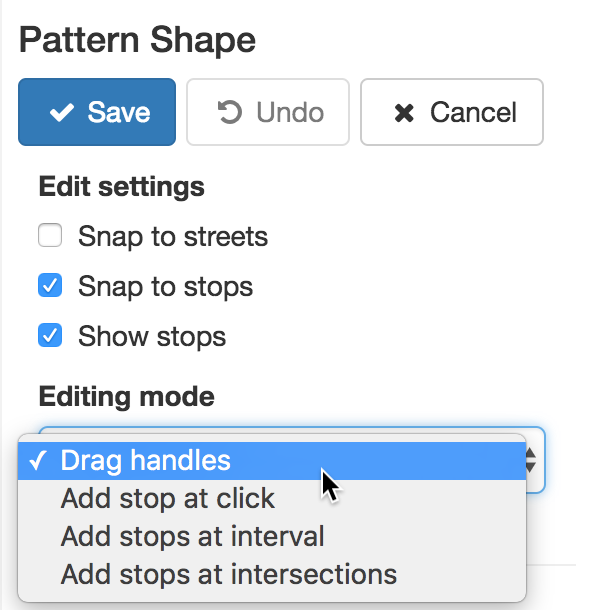 Pattern Shape
Save Undo Cancel
Edit settings
Snap to streets
Snap to stops
Show stops
Editing mode
Drag handles
Add stop at click
Add stops at interval
Add stops at intersections